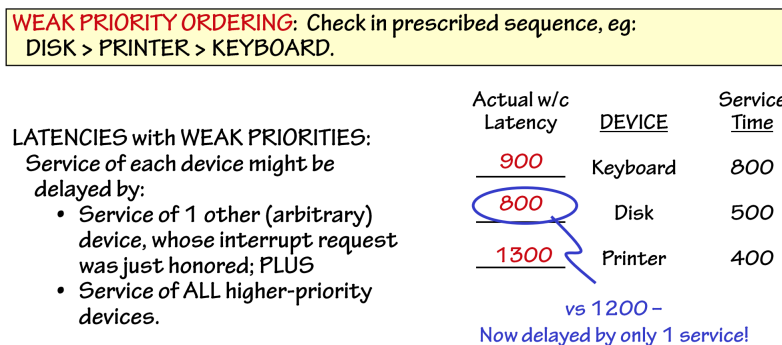 WEAK PRIORITY ORDERING: Check in prescribed sequence, eg:
DISK > PRINTER > KEYBOARD.
LATENCIES with WEAK PRIORITIES:
Service of each device might be
delayed by:
• Service of 1 other (arbitrary)
device, whose interrupt request
was just honored; PLUS
• Service of ALL higher-priority
devices.
Actual w/c Service
Latency DEVICE Time
900 Keyboard 800
800 Disk 500
1300 Printer 400
vs 1200 –
Now delayed by only 1 service!